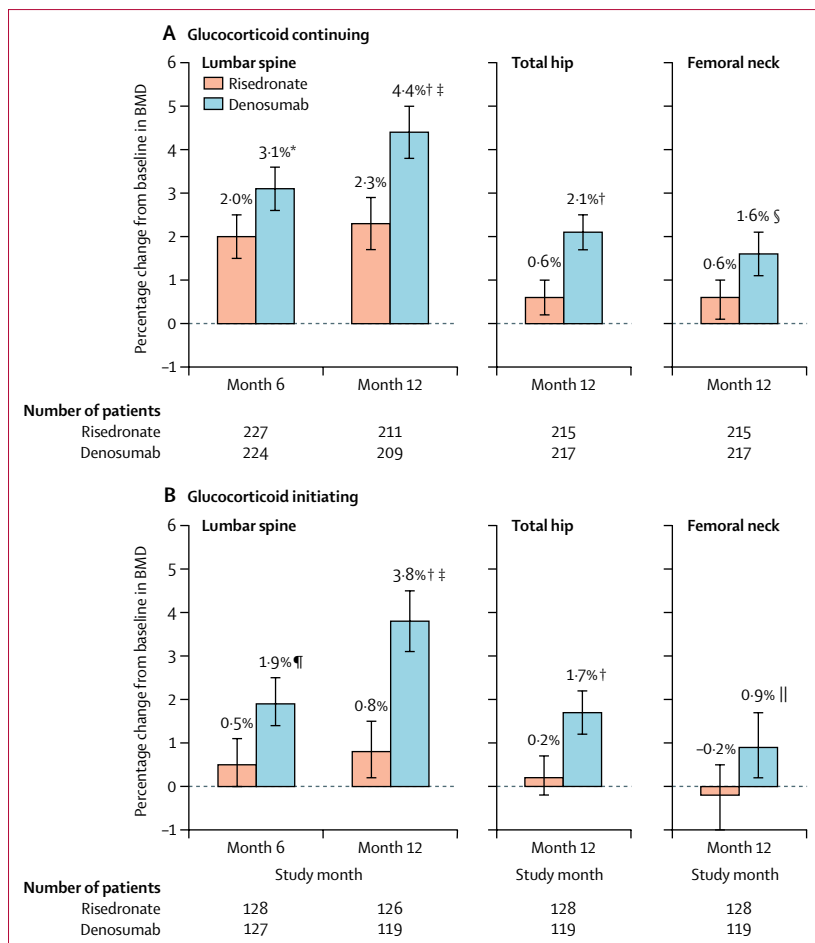 A Glucocorticoid continuing
Lumbar spine
Risedronate
Denosumab
Total hip
Femoral neck
Percentage change from baseline in BMD
6
5
4
3
2
1
0
–1
2·0%
3·1%*
2·3%
4·4%† ‡
0·6%
2·1%†
0·6%
1·6% §
Month 6
Month 12
Month 12
Month 12
Number of patients
Risedronate 227 211 215 215
Denosumab 224 209 217 217
B Glucocorticoid initiating
Lumbar spine
Total hip
Femoral neck
Percentage change from baseline in BMD
6
5
4
3
2
1
0
–1
0·5%
1·9%¶
0·8%
3·8%† ‡
0·2%
1·7% †
–0·2%
0·9% ||
Month 6
Month 12
Month 12
Month 12
Study month
Study month
Study month
Number of patients
Risedronate 128 126 128 128
Denosumab 127 119 119 119